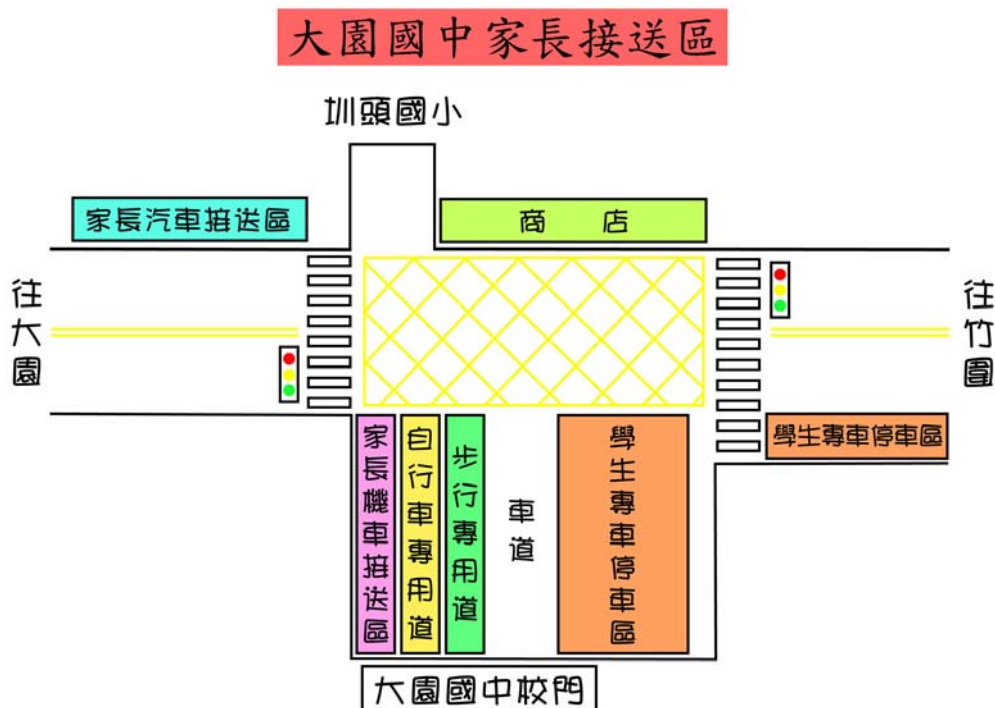 大園國中家長接送區
圳頭國小
家長汽車接送區
商 店
往大園
往竹圍
學生專車停車區
家長機車接送區
自行車專用道
步行專用道
車道
學生專車停車區
大園國中校門